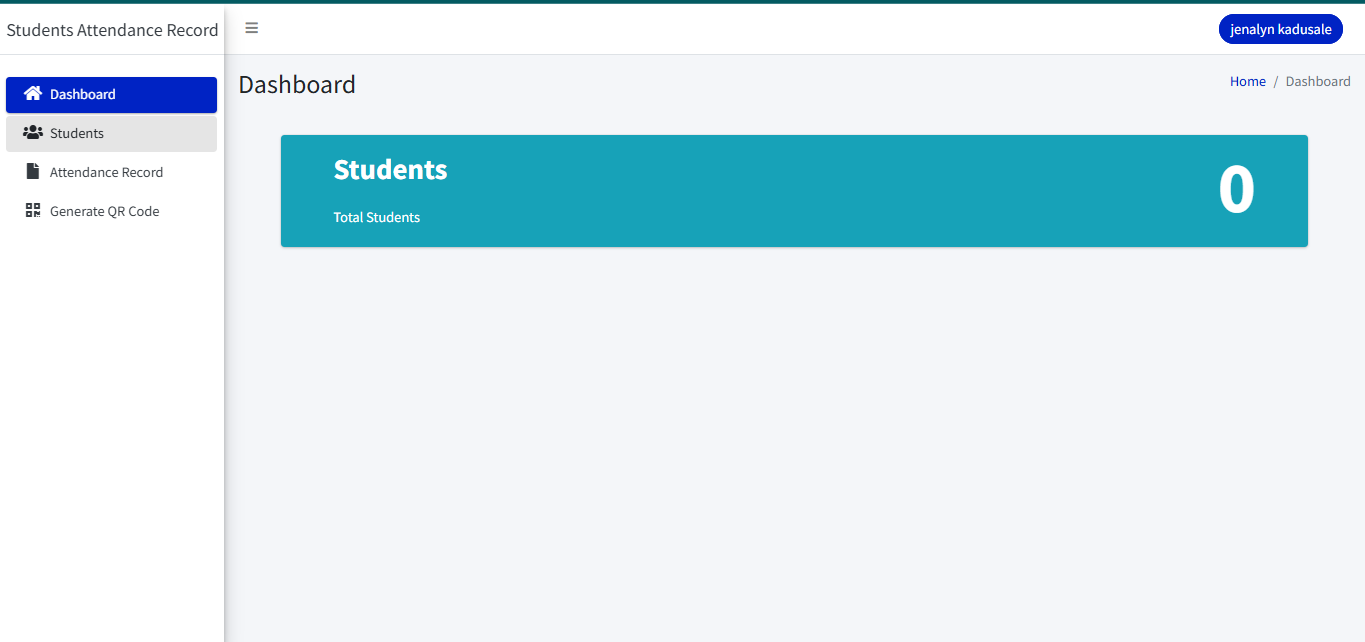 Students Attendance Record
jenalyn kadusale
Dashboard
Students
Attendance Record
Generate QR Code
Dashboard
Home / Dashboard
Students
Total Students
0